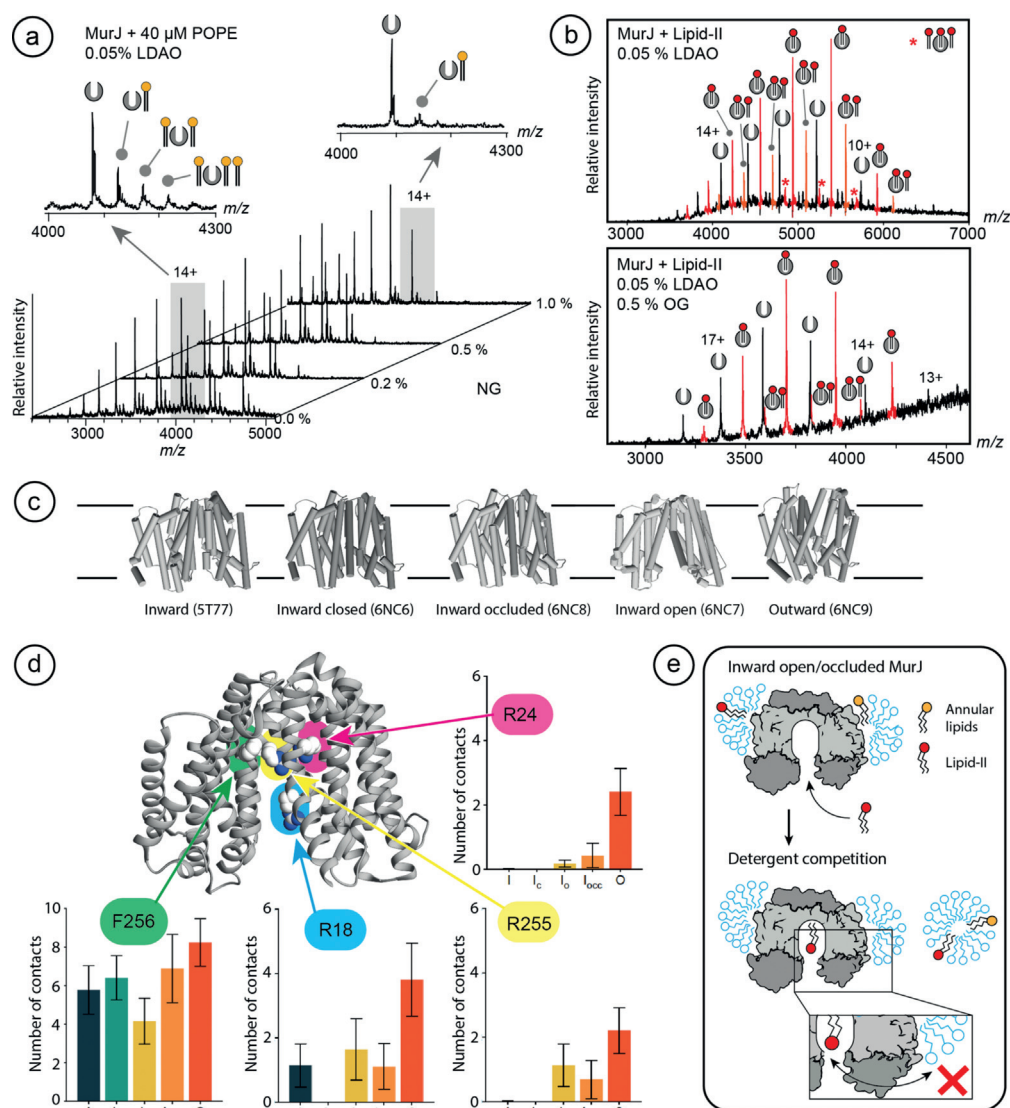 a
MurJ + 40 µM POPE
0.05% LDAO
m/z
4000
4300
m/z
4000
4300
14+
14+
1.0 %
0.5 %
0.2 %
0.0 %
NG
Relative intensity
3000
4000
5000
m/z
b
MurJ + Lipid-II
0.05% LDAO
*
14+
10+
* * *
Relative intensity
3000
4000
5000
6000
7000
m/z
MurJ + Lipid-II
0.05% LDAO
0.5% OG
17+
14+
13+
Relative intensity
3000
3500
4000
4500
m/z
c
Inward (5T77)
Inward closed (6NC6)
Inward occluded (6NC8)
Inward open (6NC7)
Outward (6NC9)
d
R24
F256
R18
R255
Number of contacts
6
4
2
0
I
Ic
Io
Iocc
O
Number of contacts
10
8
6
4
2
0
Number of contacts
6
4
2
0
Number of contacts
6
4
2
0
e
Inward open/occluded MurJ
Annular
lipids
Lipid-II
Detergent competition